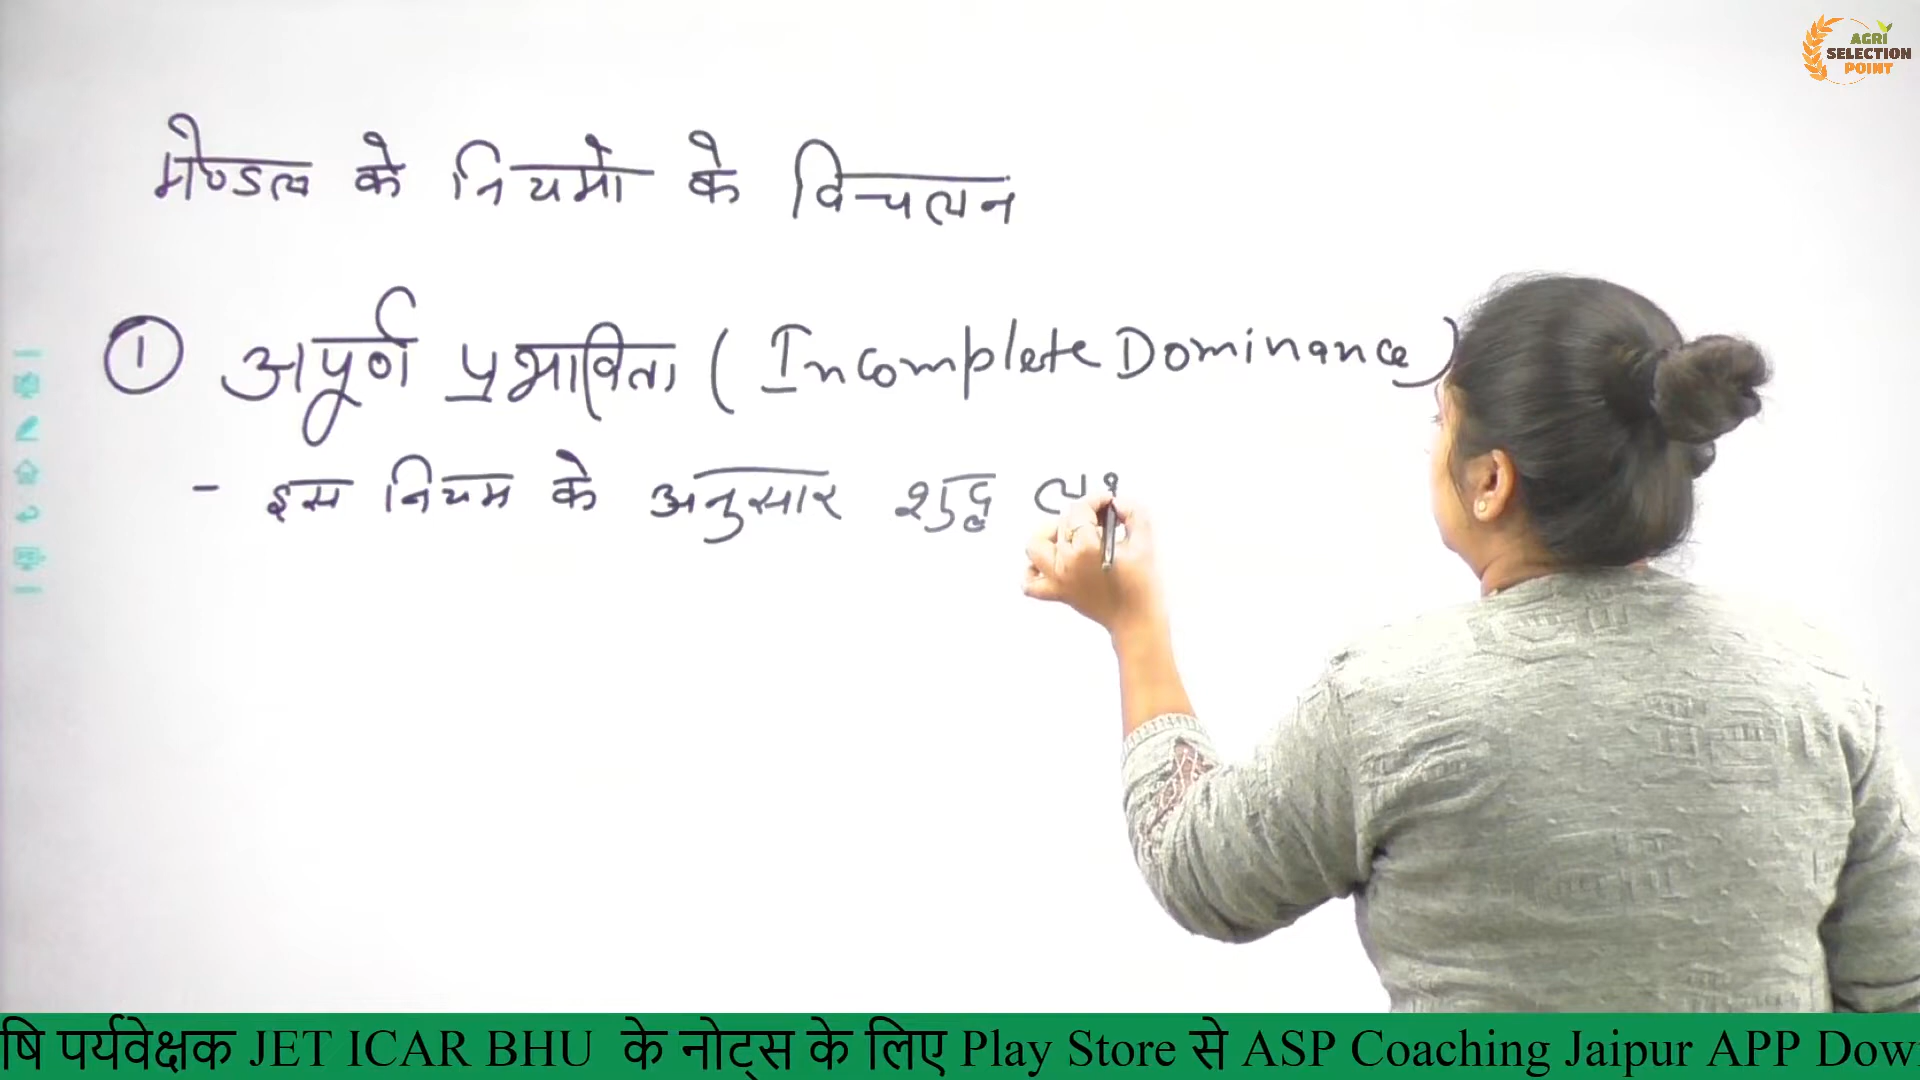 AGRI
SELECTION
POINT
मेण्डल के नियमो के विचलन
① अपूर्ण प्रभाविता ( Incomplete Dominance )
- इस नियम के अनुसार शुद्ध
षि पर्यवेक्षक JET ICAR BHU के नोट्स के लिए Play Store से ASP Coaching Jaipur APP Dow